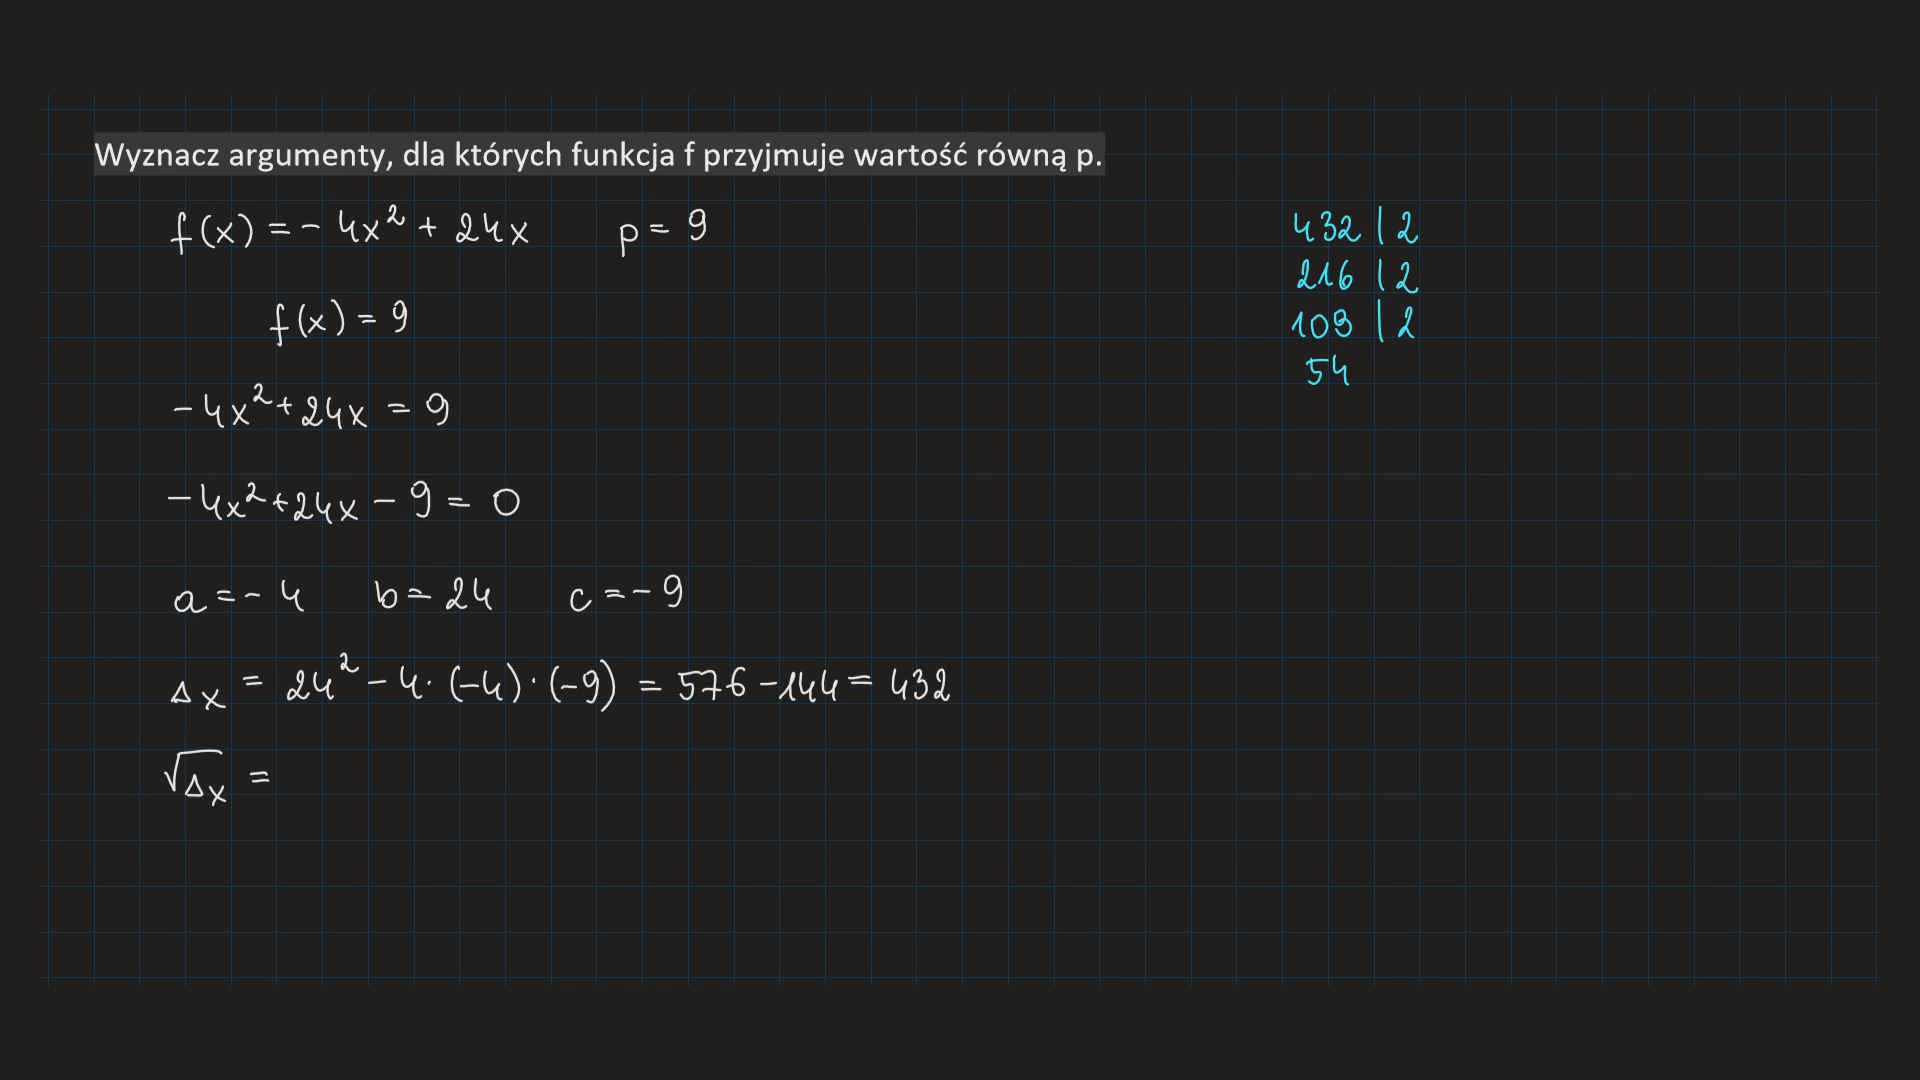 Wyznacz argumenty, dla których funkcja f przyjmuje wartość równą p.
f(x) = - 4x² + 24x p = 9
f(x) = 9
- 4x² + 24x = 9
- 4x² + 24x - 9 = 0
a = - 4 b = 24 c = - 9
Δx = 24² - 4 · (-4) · (-9) = 576 - 144 = 432
√Δx =
432 | 2
216 | 2
108 | 2
54